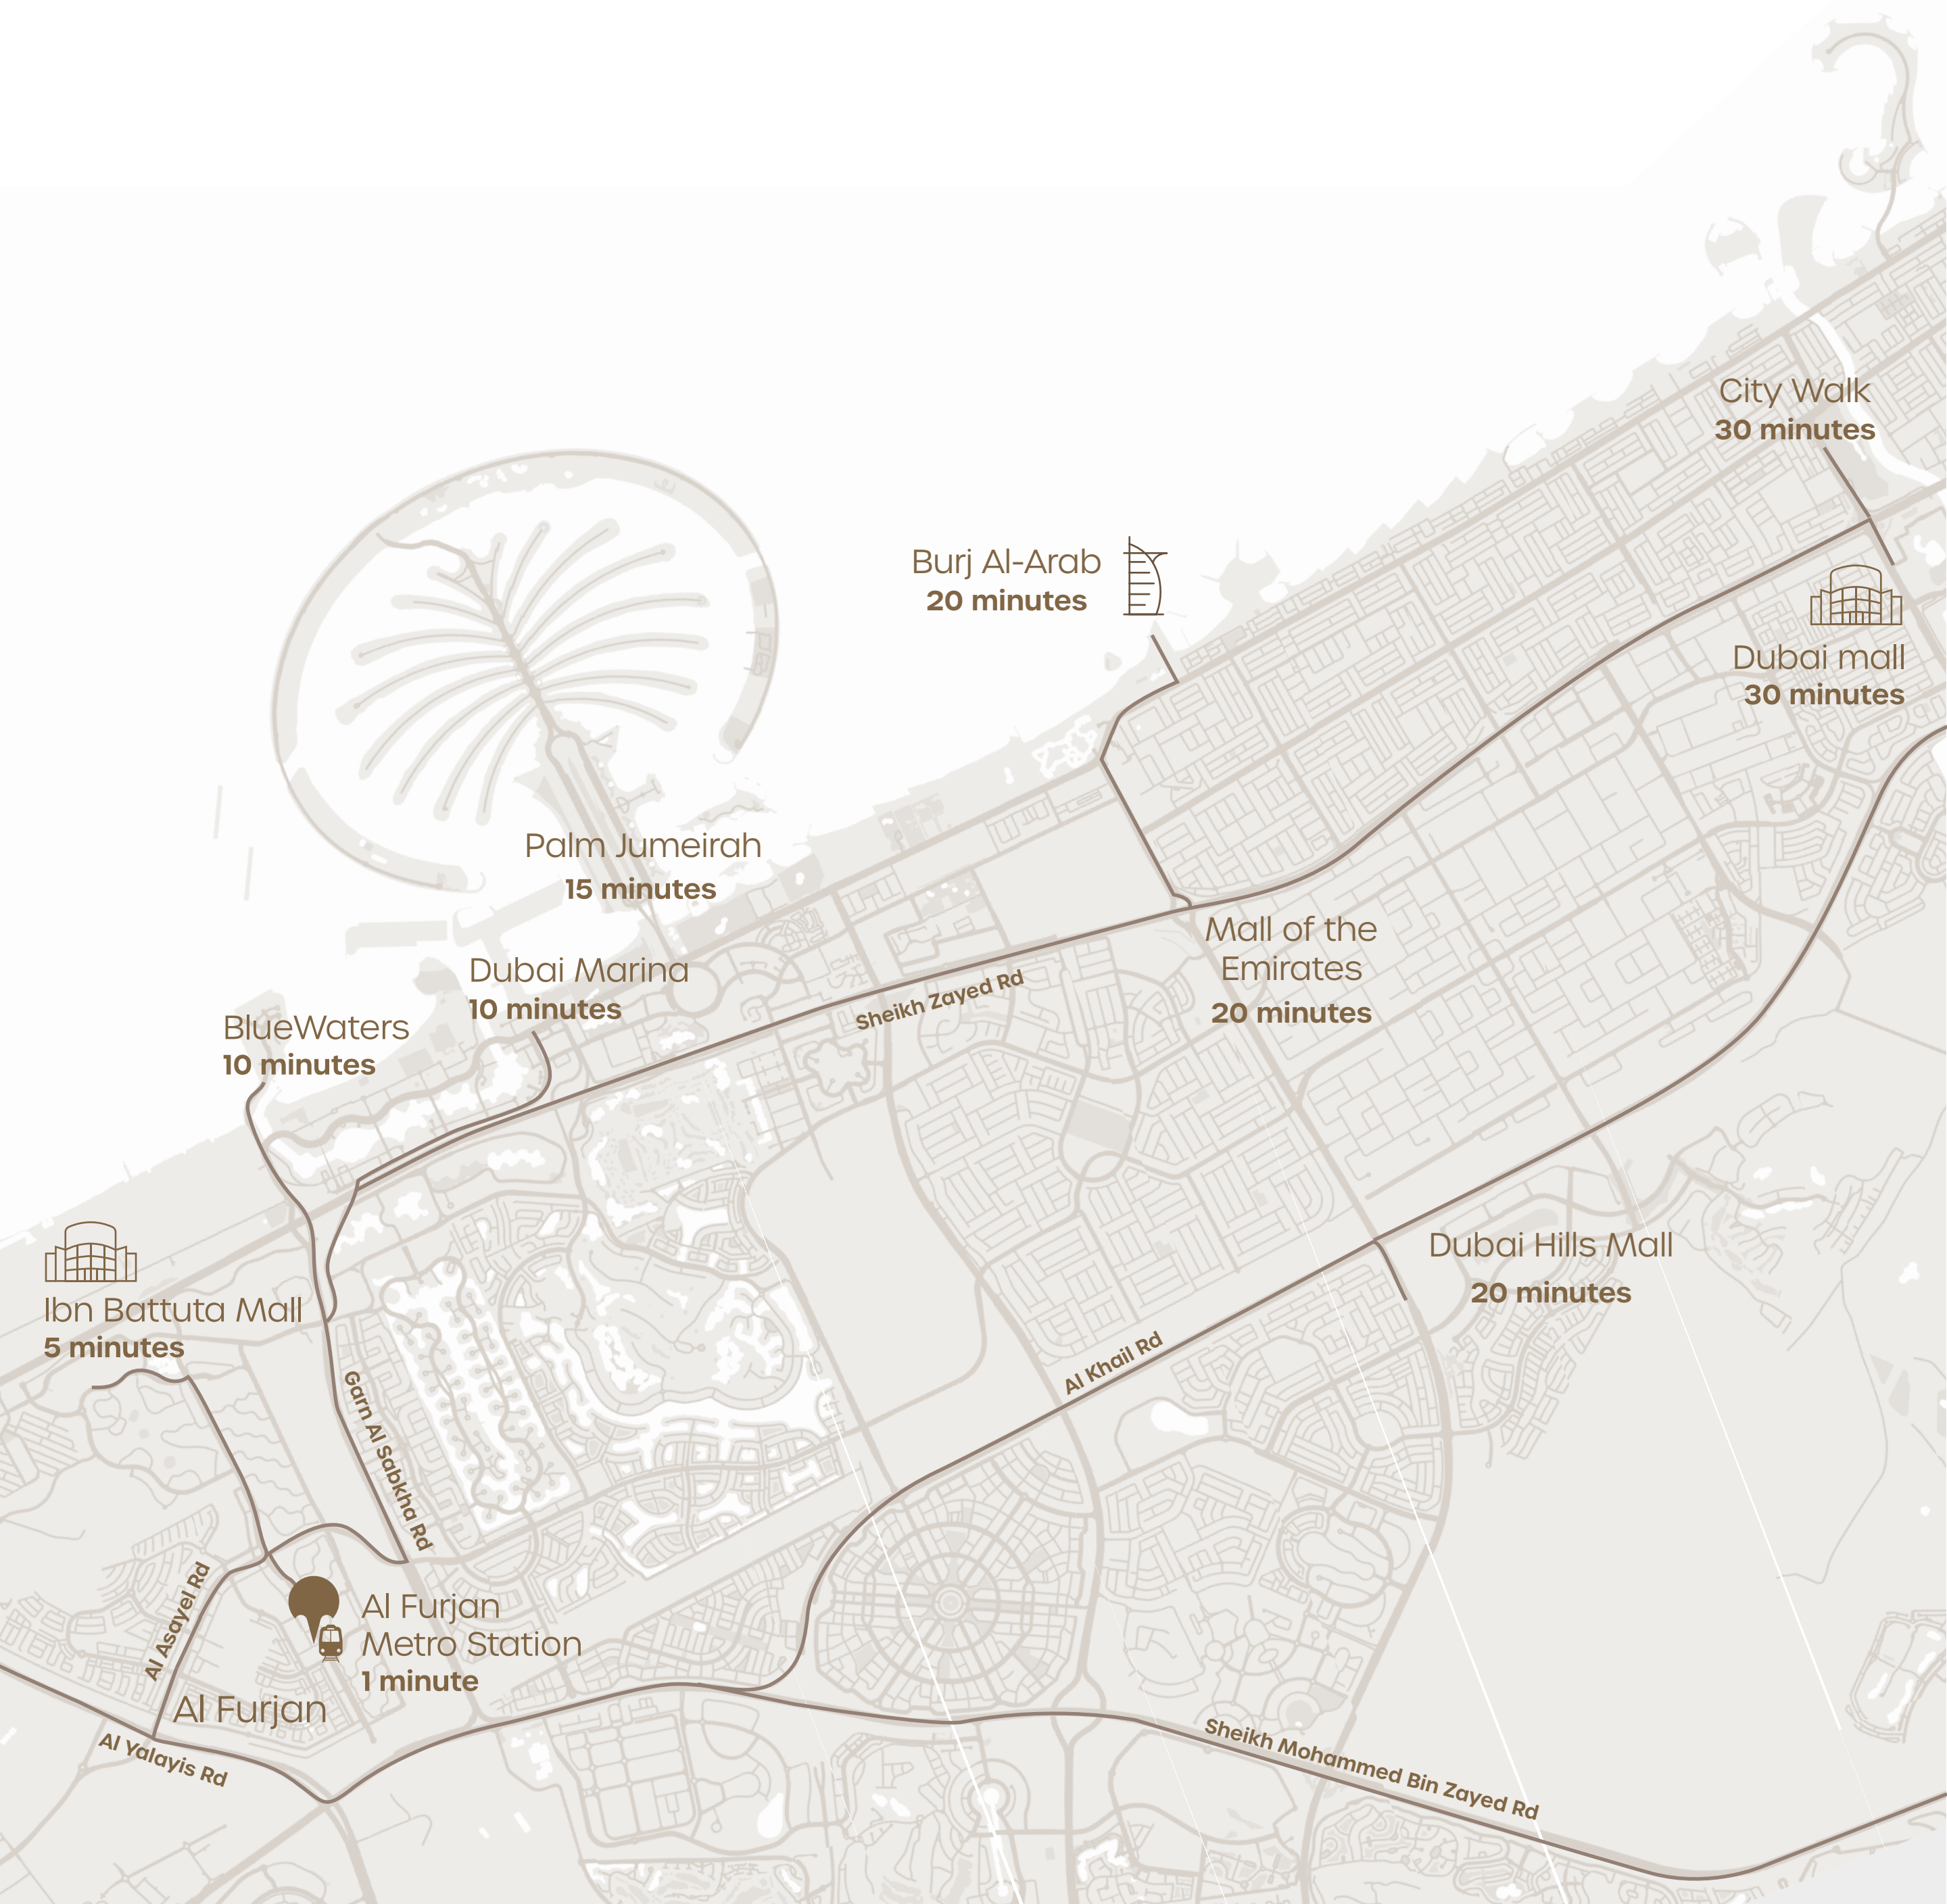 City Walk
30 minutes
Burj Al-Arab
20 minutes
Dubai mall
30 minutes
Palm Jumeirah
15 minutes
Mall of the
Emirates
20 minutes
Dubai Marina
10 minutes
Sheikh Zayed Rd
BlueWaters
10 minutes
Dubai Hills Mall
20 minutes
Ibn Battuta Mall
5 minutes
Al Khail Rd
Garn Al Sabkha Rd
Al Asayel Rd
Al Furjan
Metro Station
1 minute
Al Furjan
Al Yalayis Rd
Sheikh Mohammed Bin Zayed Rd